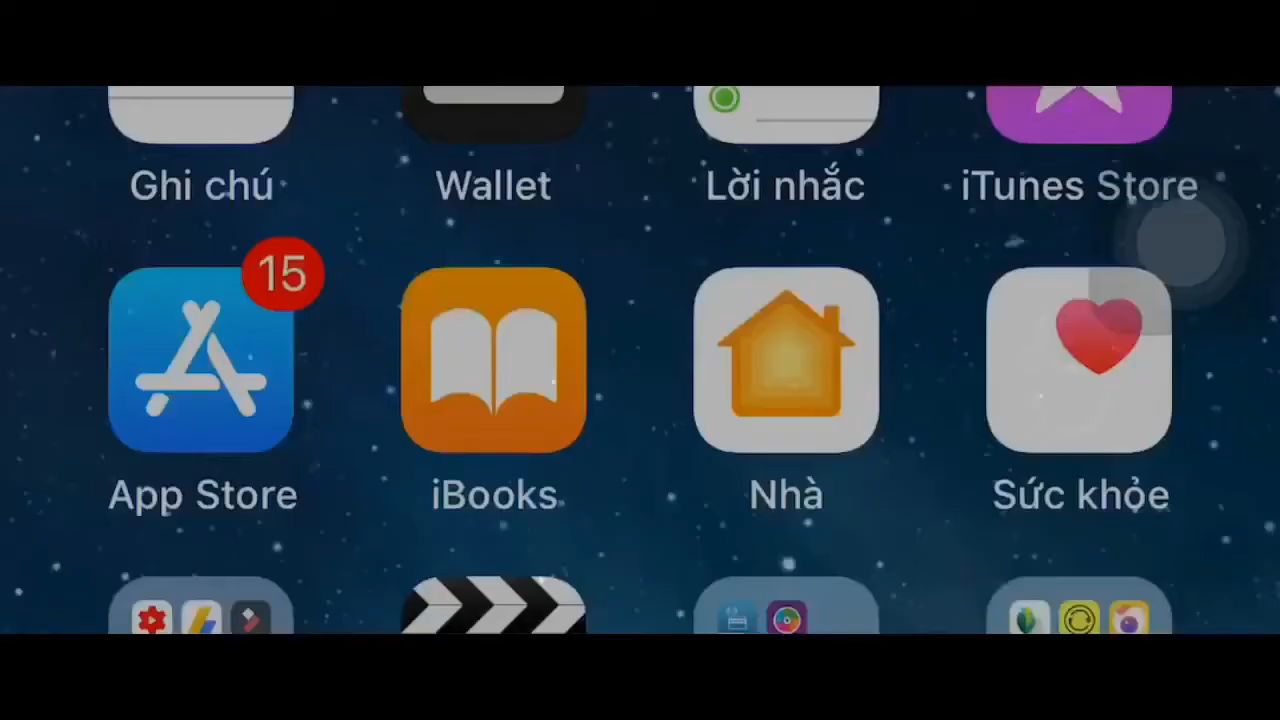 Ghi chú Wallet Lời nhắc iTunes Store
15
App Store iBooks Nhà Sức khỏe